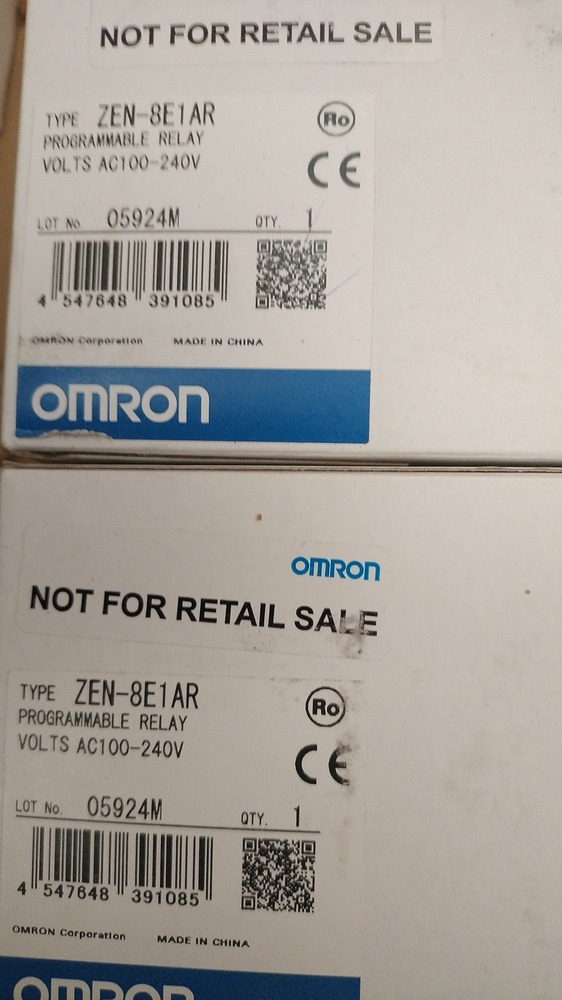 NOT FOR RETAIL SALE
TYPE ZEN-8E1AR
Ro
PROGRAMMABLE RELAY
VOLTS AC100-240V
CE
LOT No. 05924M QTY. 1
4 547648 391085
OMRON Corporation MADE IN CHINA
OMRON
OMRON
NOT FOR RETAIL SALE
TYPE ZEN-8E1AR
Ro
PROGRAMMABLE RELAY
VOLTS AC100-240V
CE
LOT No. 05924M QTY. 1
4 547648 391085
OMRON Corporation MADE IN CHINA
OMRON